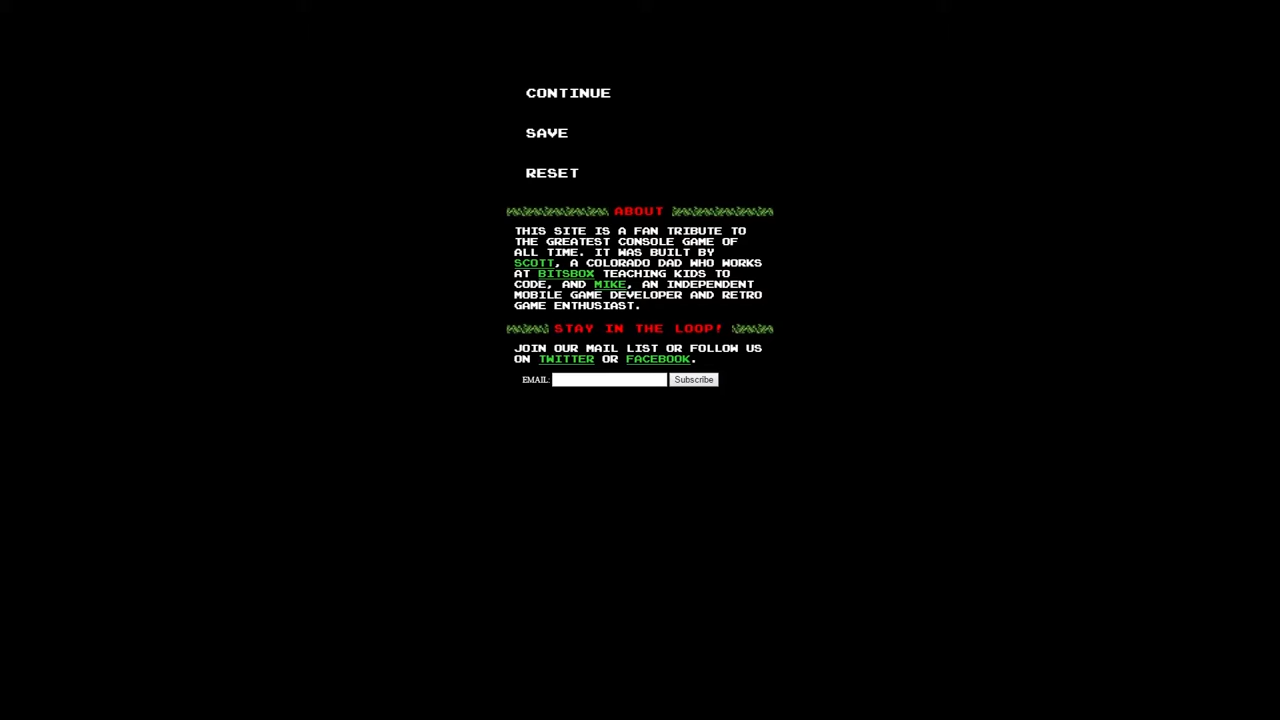 CONTINUE
SAVE
RESET
ABOUT
THIS SITE IS A FAN TRIBUTE TO
THE GREATEST CONSOLE GAME OF
ALL TIME. IT WAS BUILT BY
SCOTT, A COLORADO DAD WHO WORKS
AT BITSBOX TEACHING KIDS TO
CODE, AND MIKE, AN INDEPENDENT
MOBILE GAME DEVELOPER AND RETRO
GAME ENTHUSIAST.
STAY IN THE LOOP!
JOIN OUR MAIL LIST OR FOLLOW US
ON TWITTER OR FACEBOOK.
EMAIL: Subscribe